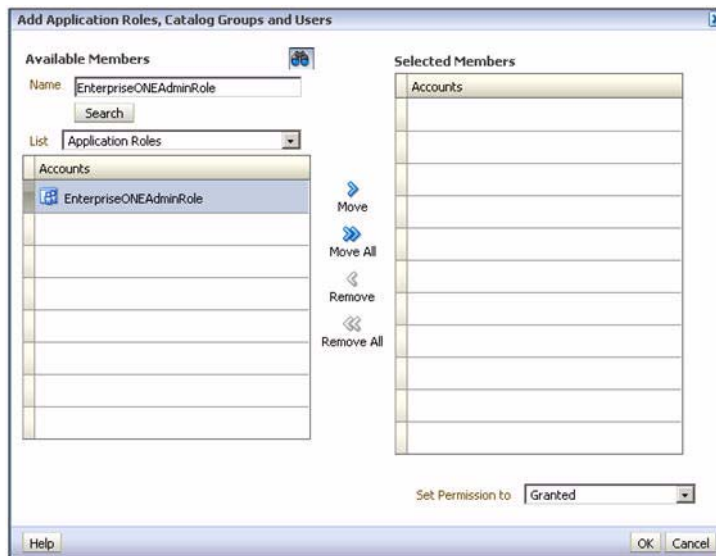 Add Application Roles, Catalog Groups and Users
Available Members
Name EnterpriseONEAdminRole
Search
List Application Roles
Accounts
EnterpriseONEAdminRole
Move
Move All
Remove
Remove All
Selected Members
Accounts
Set Permission to Granted
Help
OK Cancel